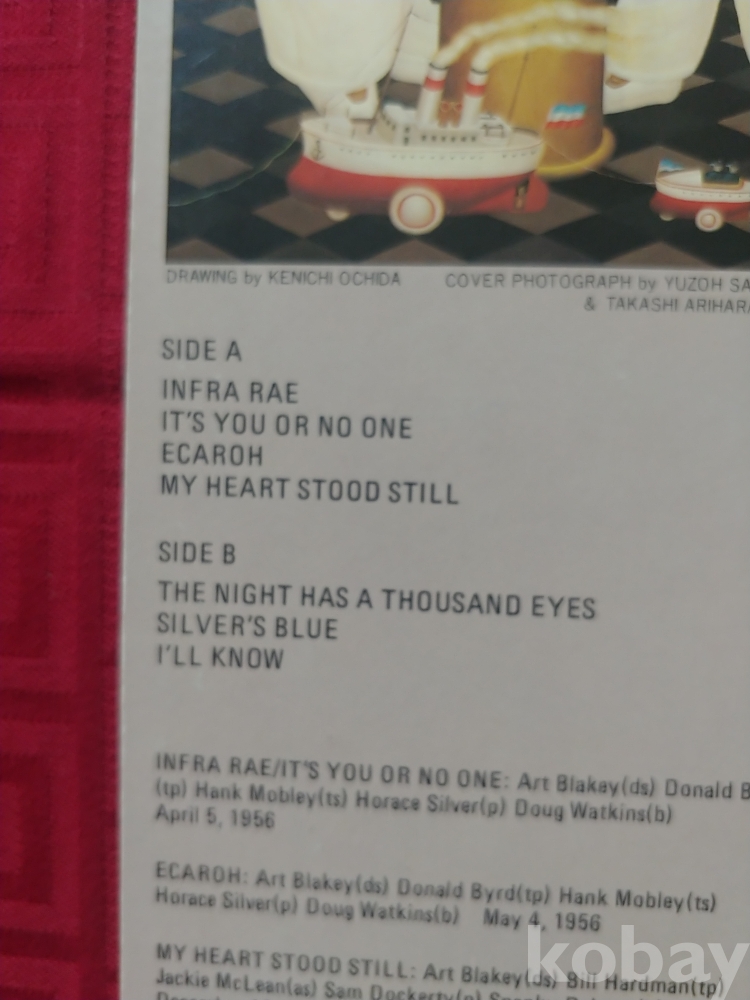 DRAWING by KENICHI OCHIDA COVER PHOTOGRAPH by YUZOH
& TAKASHI
SIDE A
INFRA RAE
IT'S YOU OR NO ONE
ECAROH
MY HEART STOOD STILL
SIDE B
THE NIGHT HAS A THOUSAND EYES
SILVER'S BLUE
I'LL KNOW
INFRA RAE/IT'S YOU OR NO ONE: Art Blakey(ds) Donald
(tp) Hank Mobley(ts) Horace Silver(p) Doug Watkins(b)
April 5, 1956
ECAROH: Art Blakey(ds) Donald Byrd(tp) Hank Mobley(ts)
Horace Silver(p) Doug Watkins(b) May 4, 1956
MY HEART STOOD STILL: Art Blakey(ds) Bill Hardman(tp)
Jackie McLean(as) Sam Dockerty(p)
kobay